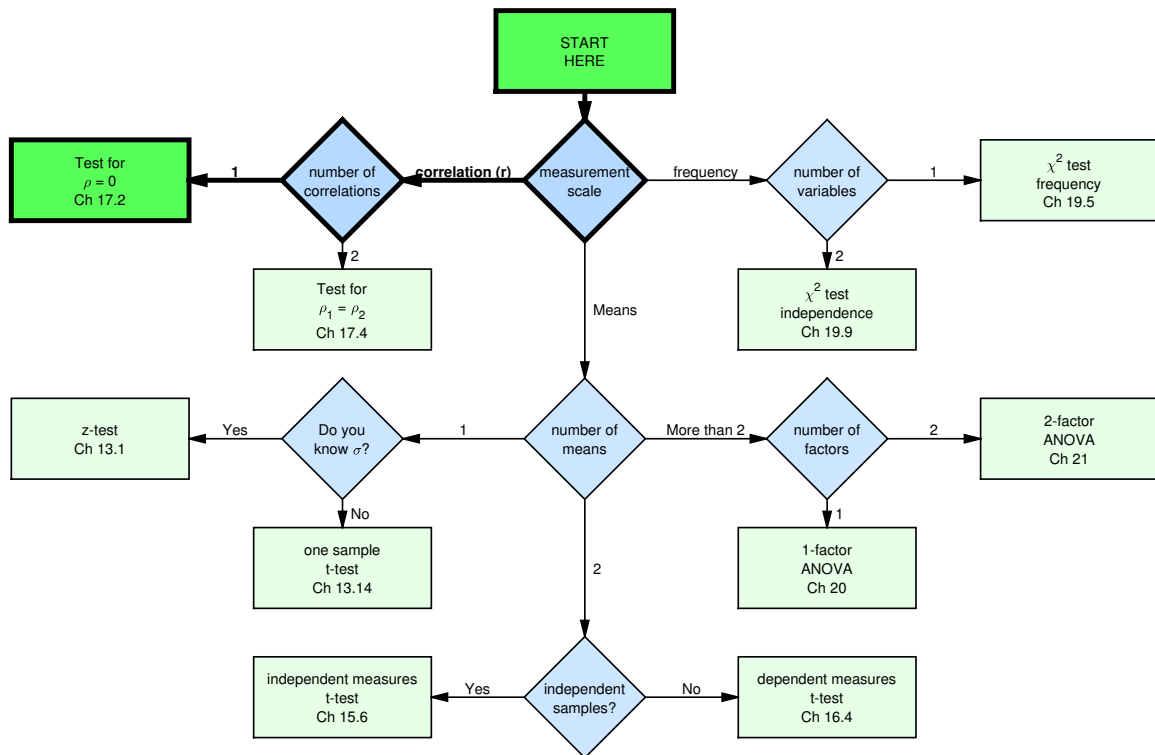 START
HERE
Test for
ρ = 0
Ch 17.2
1
number of
correlations
correlation (r)
measurement
scale
frequency
number of
variables
1
χ² test
frequency
Ch 19.5
2
Test for
ρ₁ = ρ₂
Ch 17.4
Means
2
χ² test
independence
Ch 19.9
z-test
Ch 13.1
Yes
Do you
know σ?
1
number of
means
More than 2
number of
factors
2
2-factor
ANOVA
Ch 21
No
one sample
t-test
Ch 13.14
2
1
1-factor
ANOVA
Ch 20
independent measures
t-test
Ch 15.6
Yes
independent
samples?
No
dependent measures
t-test
Ch 16.4